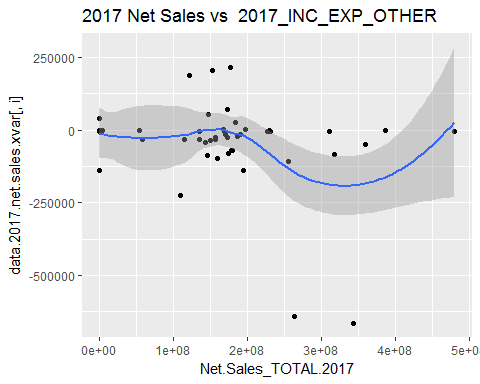 2017 Net Sales vs  2017_INC_EXP_OTHER
250000
0
-250000
-500000
data.2017.net.sales.xvar[, i]
0e+00
1e+08
2e+08
3e+08
4e+08
5e+08
Net.Sales_TOTAL.2017